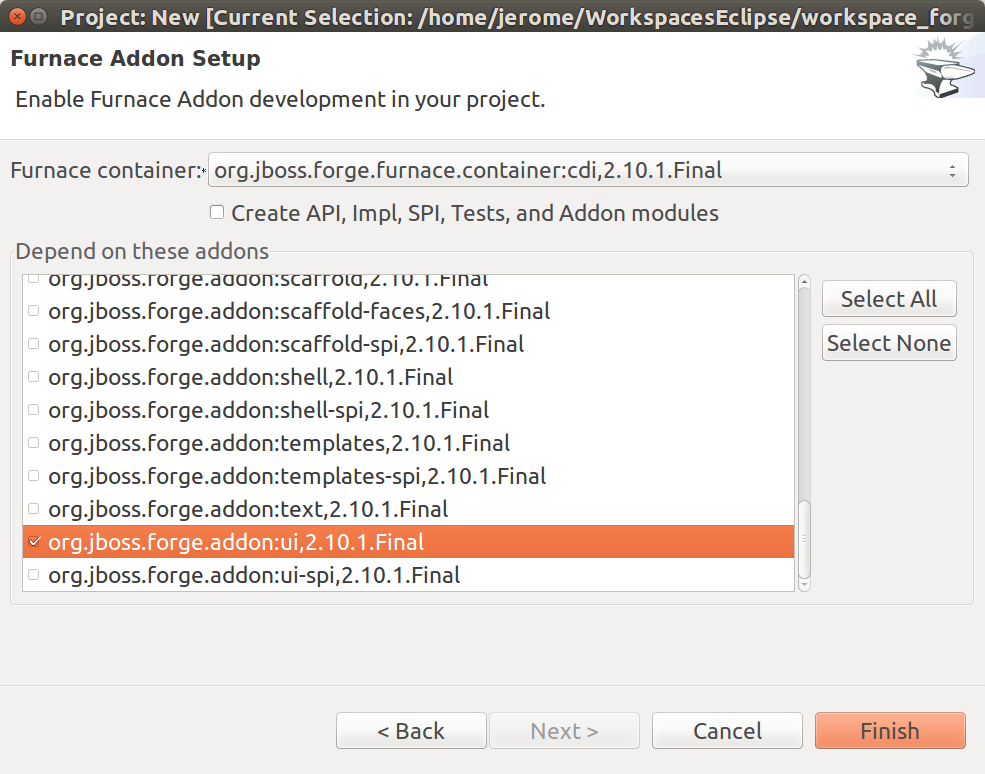 Project: New [Current Selection: /home/jerome/WorkspacesEclipse/workspace_forg
Furnace Addon Setup
Enable Furnace Addon development in your project.
Furnace container:* org.jboss.forge.furnace.container:cdi,2.10.1.Final
Create API, Impl, SPI, Tests, and Addon modules
Depend on these addons
org.jboss.forge.addon:scaffold,2.10.1.Final
org.jboss.forge.addon:scaffold-faces,2.10.1.Final
org.jboss.forge.addon:scaffold-spi,2.10.1.Final
org.jboss.forge.addon:shell,2.10.1.Final
org.jboss.forge.addon:shell-spi,2.10.1.Final
org.jboss.forge.addon:templates,2.10.1.Final
org.jboss.forge.addon:templates-spi,2.10.1.Final
org.jboss.forge.addon:text,2.10.1.Final
org.jboss.forge.addon:ui,2.10.1.Final
org.jboss.forge.addon:ui-spi,2.10.1.Final
Select All
Select None
< Back
Next >
Cancel
Finish